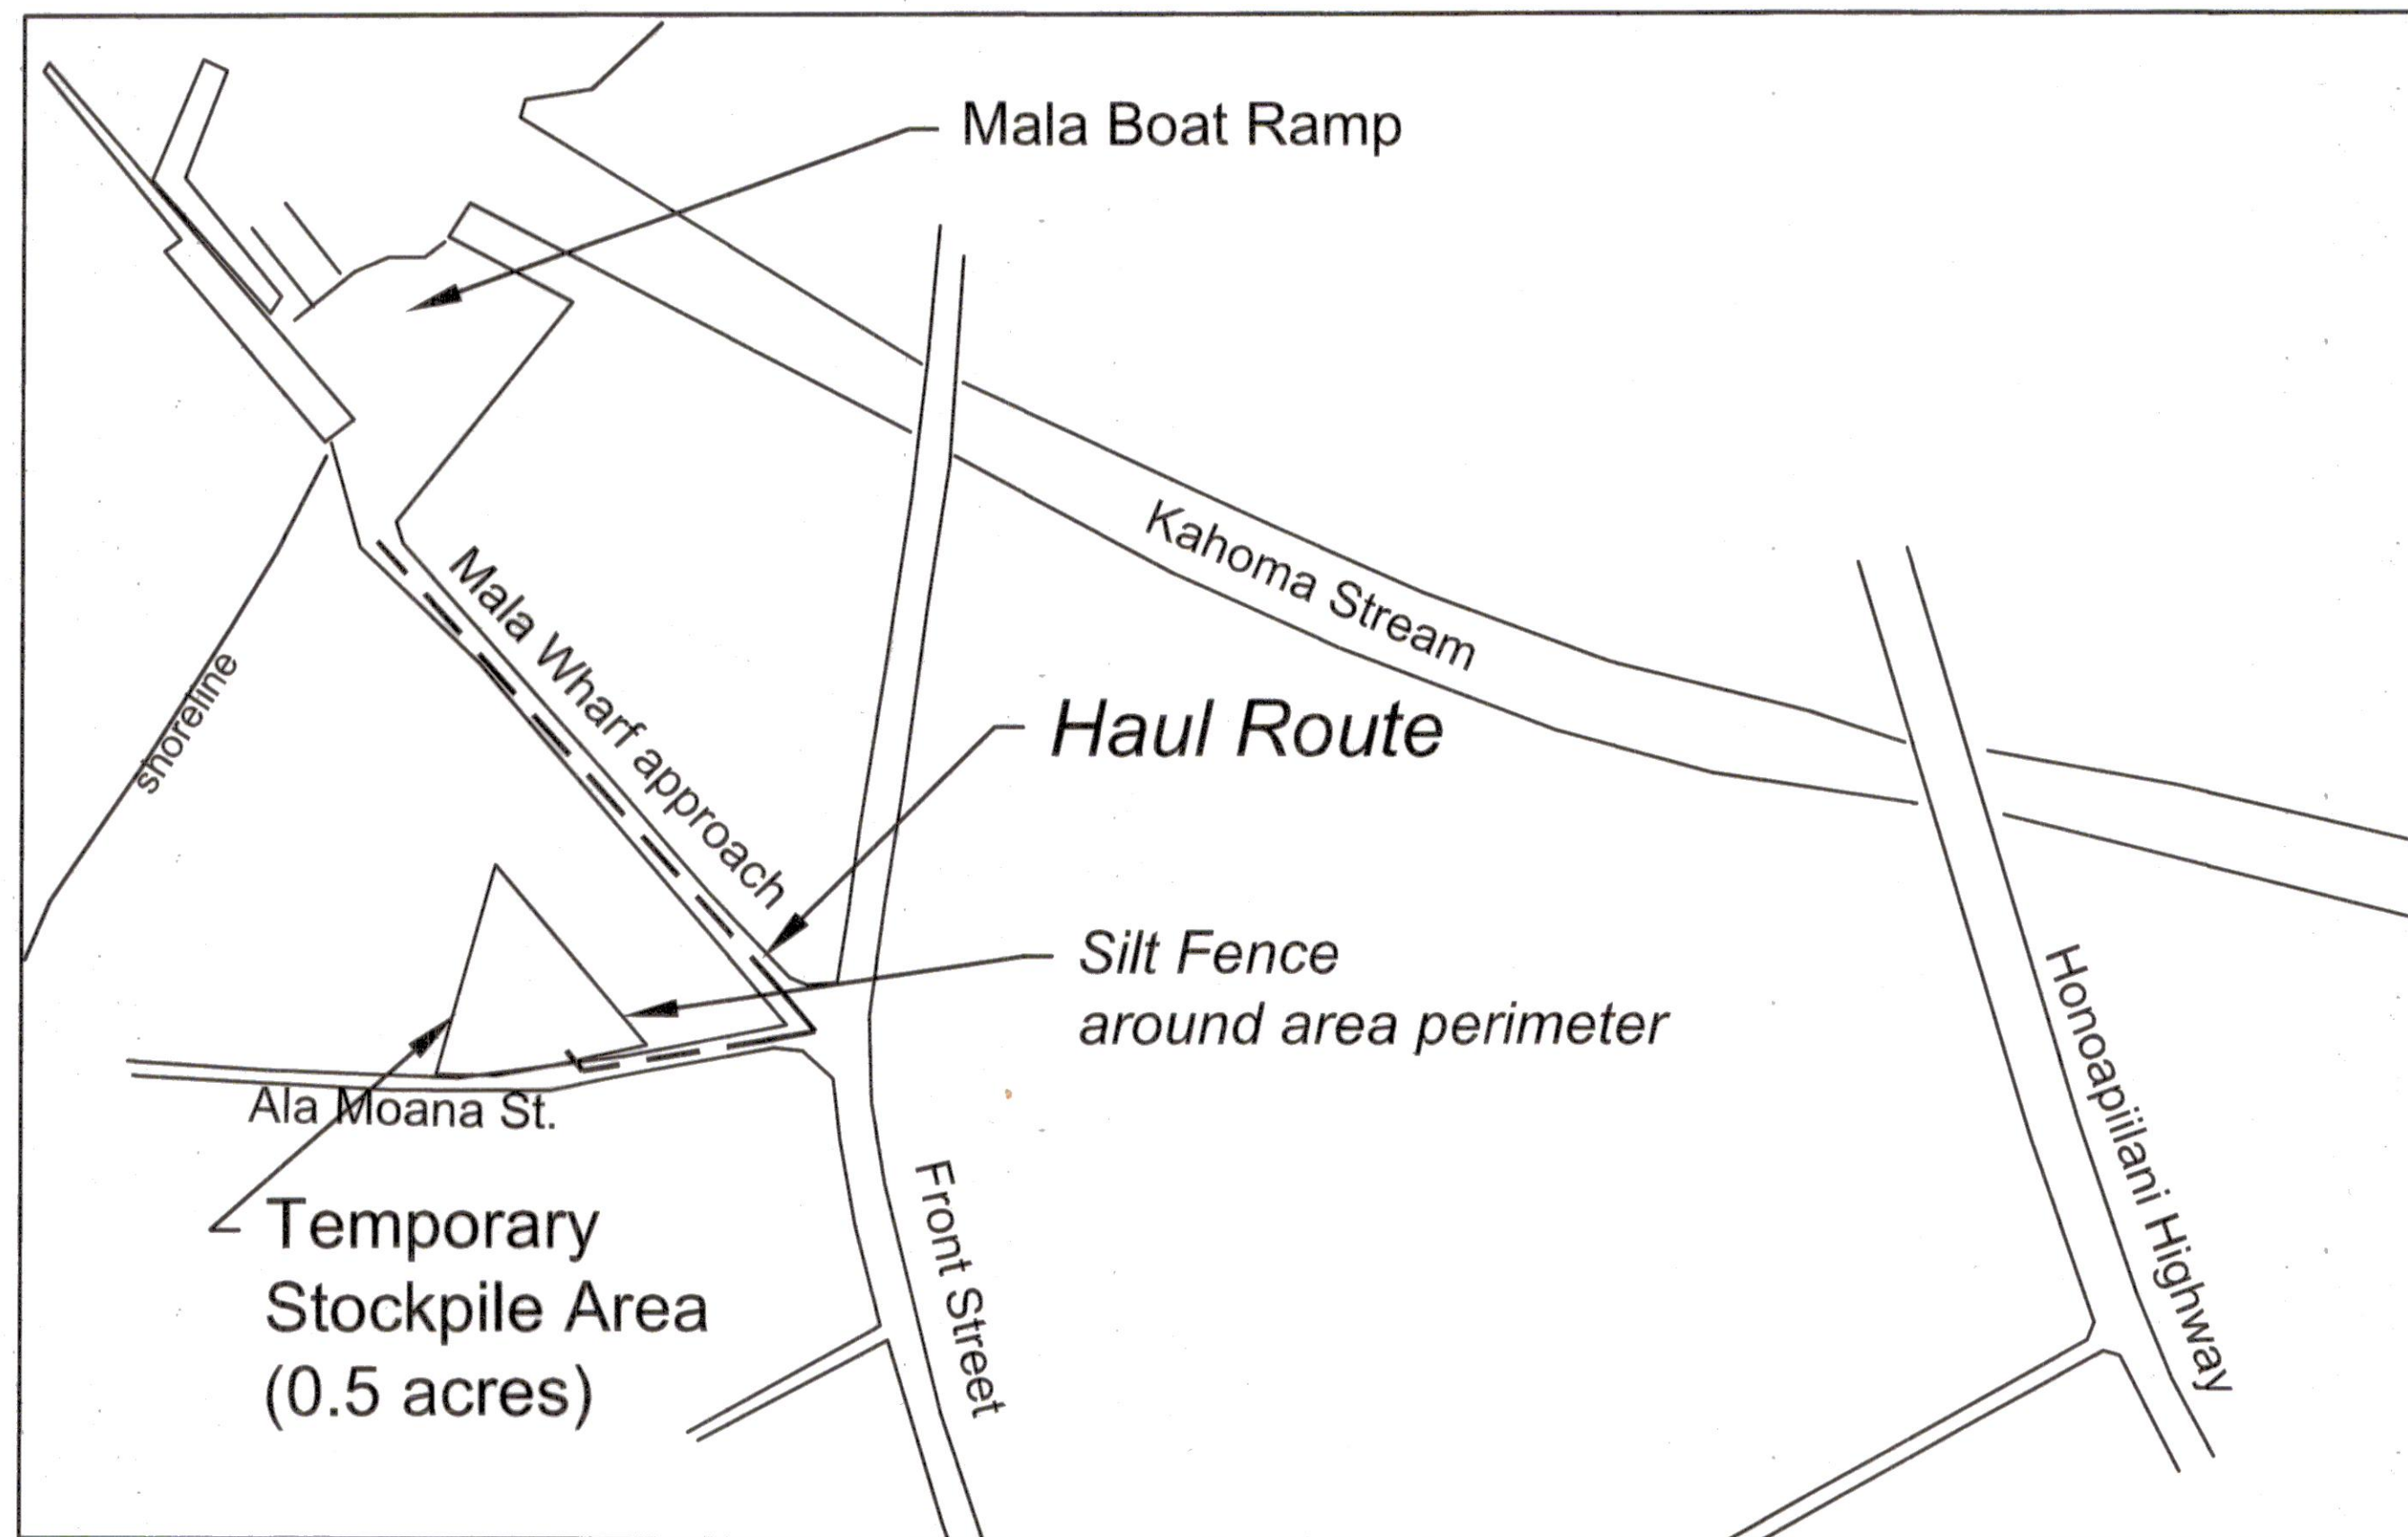 Mala Boat Ramp
Kahoma Stream
Mala Wharf approach
Haul Route
shoreline
Silt Fence
around area perimeter
Honoapiilani Highway
Ala Moana St.
Front Street
Temporary
Stockpile Area
(0.5 acres)